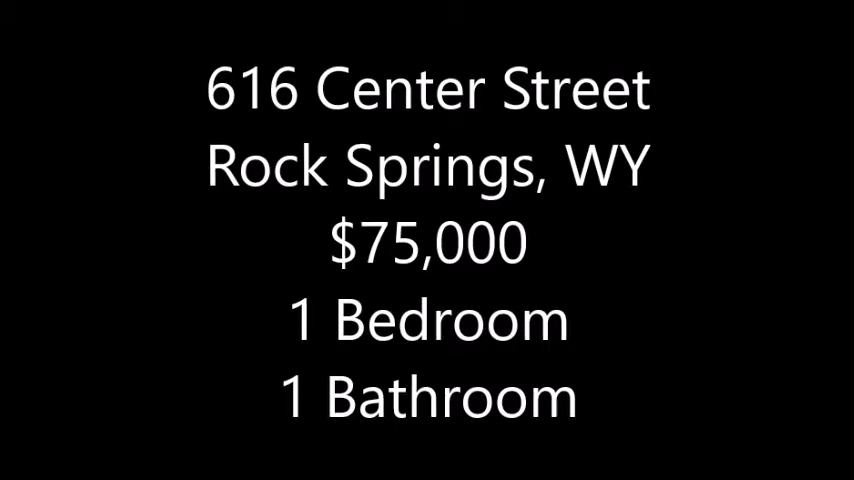 616 Center Street
Rock Springs, WY
$75,000
1 Bedroom
1 Bathroom